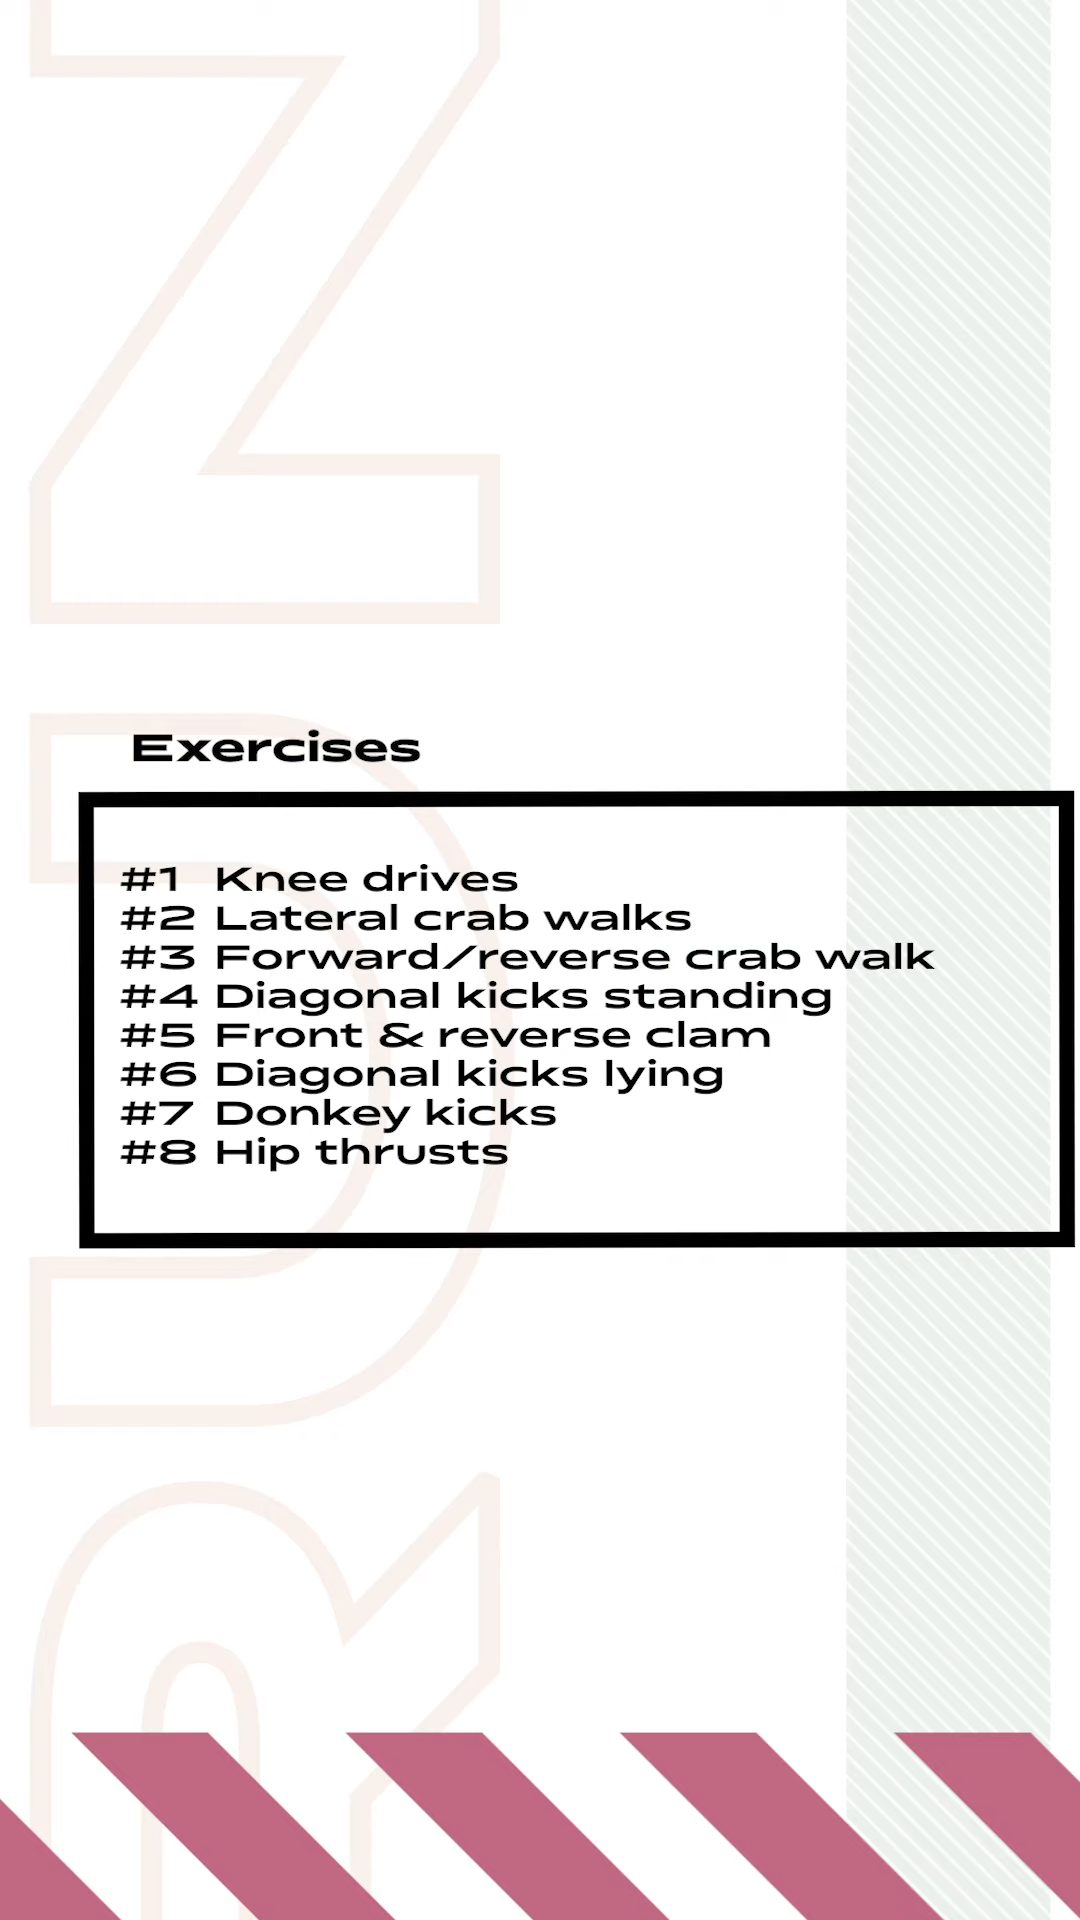 Exercises
#1 Knee drives
#2 Lateral crab walks
#3 Forward/reverse crab walk
#4 Diagonal kicks standing
#5 Front & reverse clam
#6 Diagonal kicks lying
#7 Donkey kicks
#8 Hip thrusts